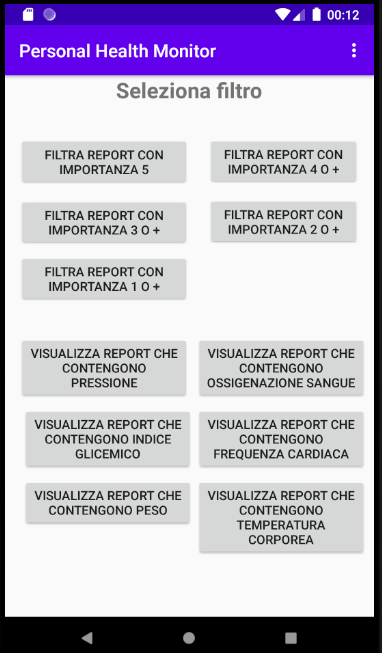 00:12
Personal Health Monitor
Seleziona filtro
FILTRA REPORT CON
IMPORTANZA 5
FILTRA REPORT CON
IMPORTANZA 4 O +
FILTRA REPORT CON
IMPORTANZA 3 O +
FILTRA REPORT CON
IMPORTANZA 2 O +
FILTRA REPORT CON
IMPORTANZA 1 O +
VISUALIZZA REPORT CHE
CONTENGONO
PRESSIONE
VISUALIZZA REPORT CHE
CONTENGONO
OSSIGENAZIONE SANGUE
VISUALIZZA REPORT CHE
CONTENGONO INDICE
GLICEMICO
VISUALIZZA REPORT CHE
CONTENGONO
FREQUENZA CARDIACA
VISUALIZZA REPORT CHE
CONTENGONO PESO
VISUALIZZA REPORT CHE
CONTENGONO
TEMPERATURA
CORPOREA